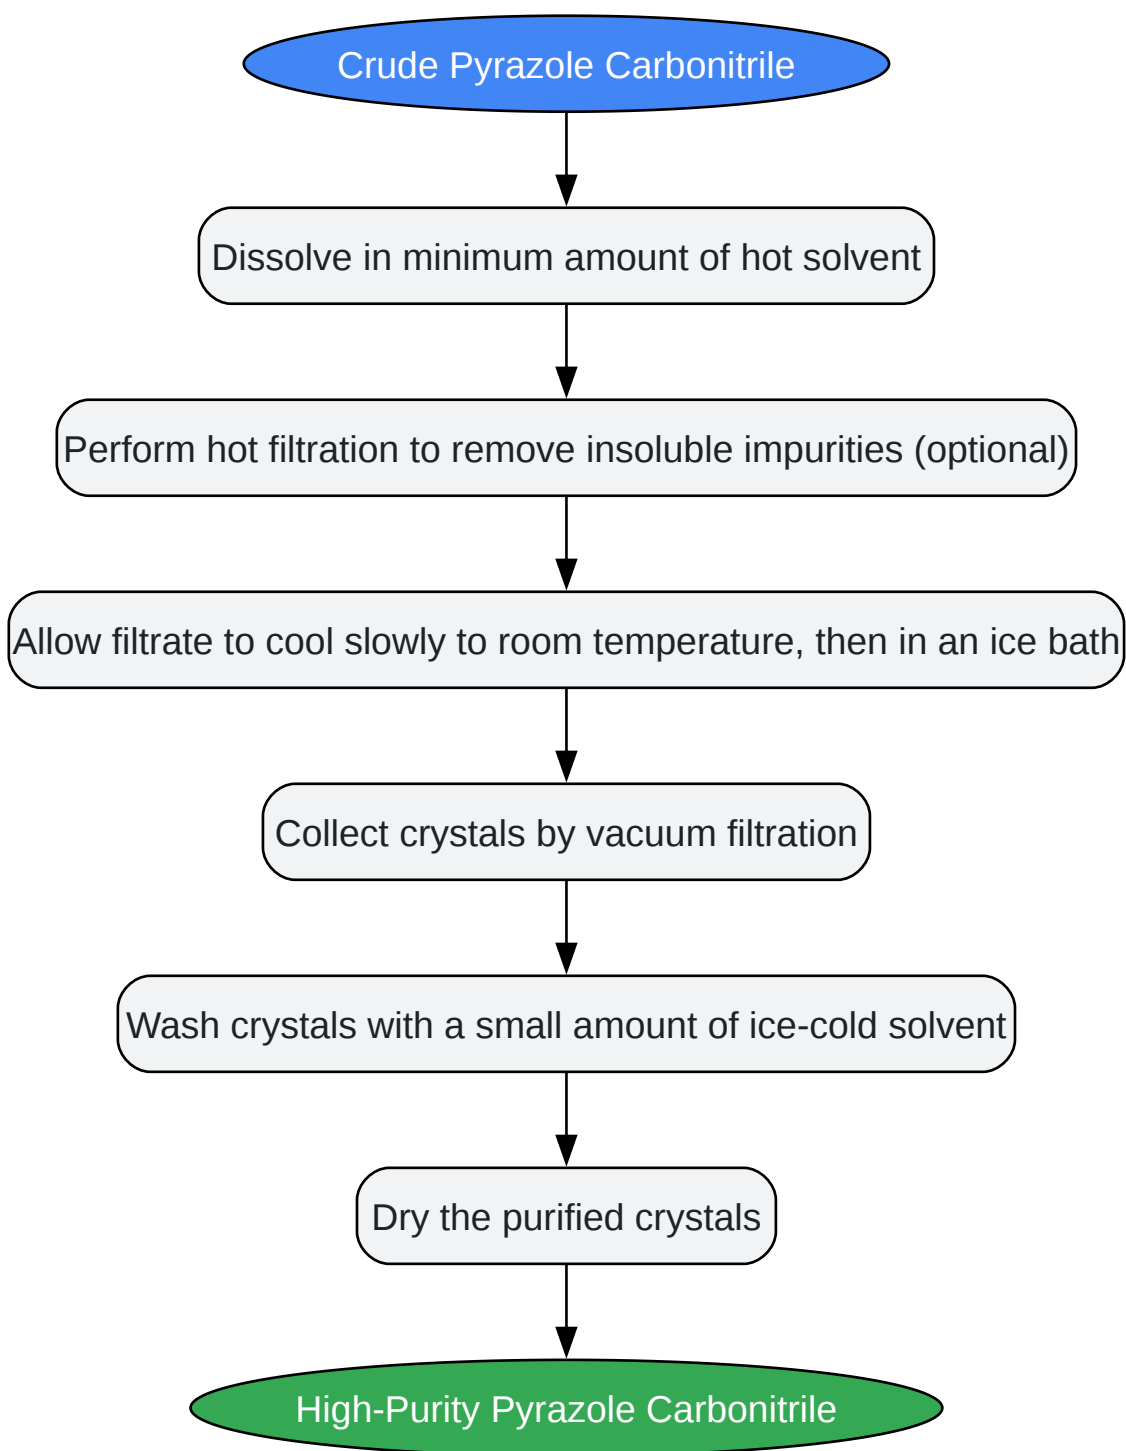 Crude Pyrazole Carbonitrile
Dissolve in minimum amount of hot solvent
Perform hot filtration to remove insoluble impurities (optional)
Allow filtrate to cool slowly to room temperature, then in an ice bath
Collect crystals by vacuum filtration
Wash crystals with a small amount of ice-cold solvent
Dry the purified crystals
High-Purity Pyrazole Carbonitrile